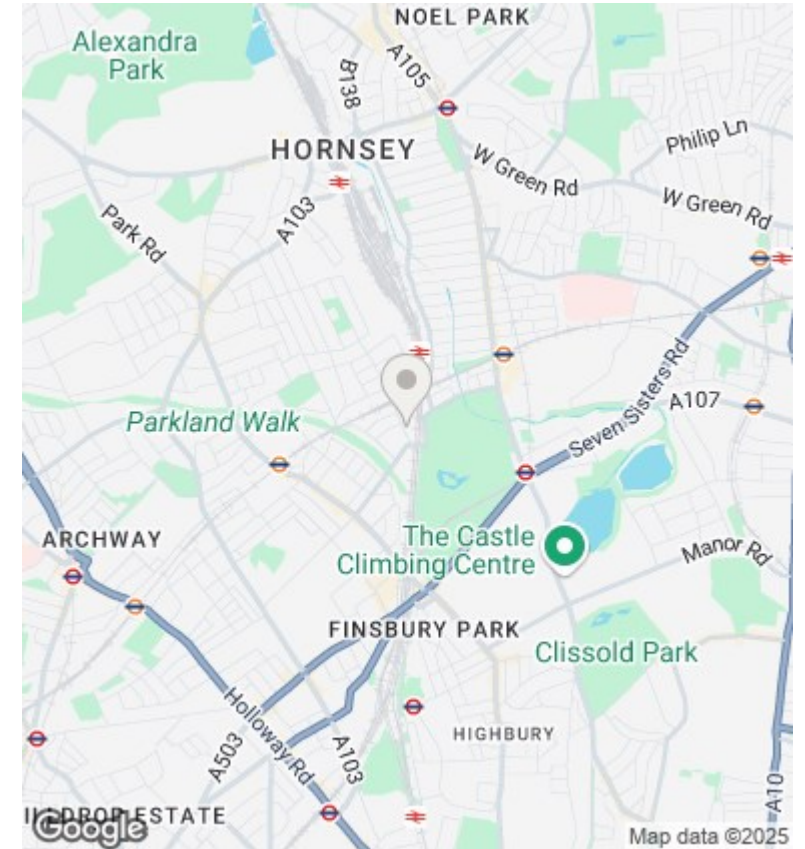 NOEL PARK
Alexandra
Park
A105
B138
Philip Ln
HORNSEY
W Green Rd
W Green Rd
A103
Park Rd
Seven Sisters Rd
A107
Parkland Walk
ARCHWAY
The Castle
Climbing Centre
Manor Rd
FINSBURY PARK
Clissold Park
Holloway Rd
A503
A103
HIGHBURY
A10
ILLDROP ESTATE
Google
Map data ©2025